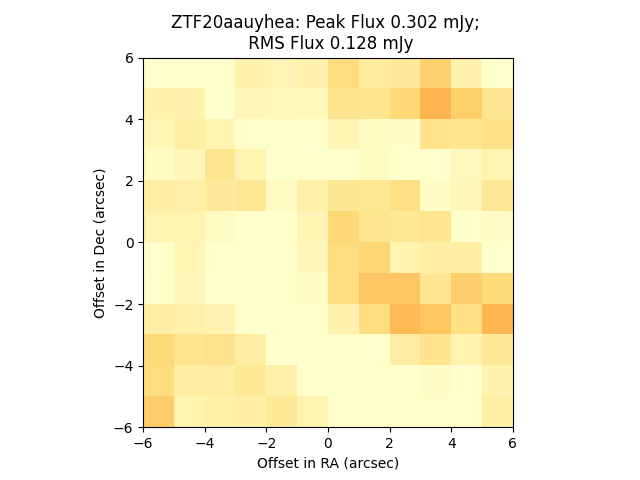 ZTF20aauyhea: Peak Flux 0.302 mJy;
RMS Flux 0.128 mJy
6
4
2
0
−2
−4
−6
Offset in Dec (arcsec)
−6 −4 −2 0 2 4 6
Offset in RA (arcsec)